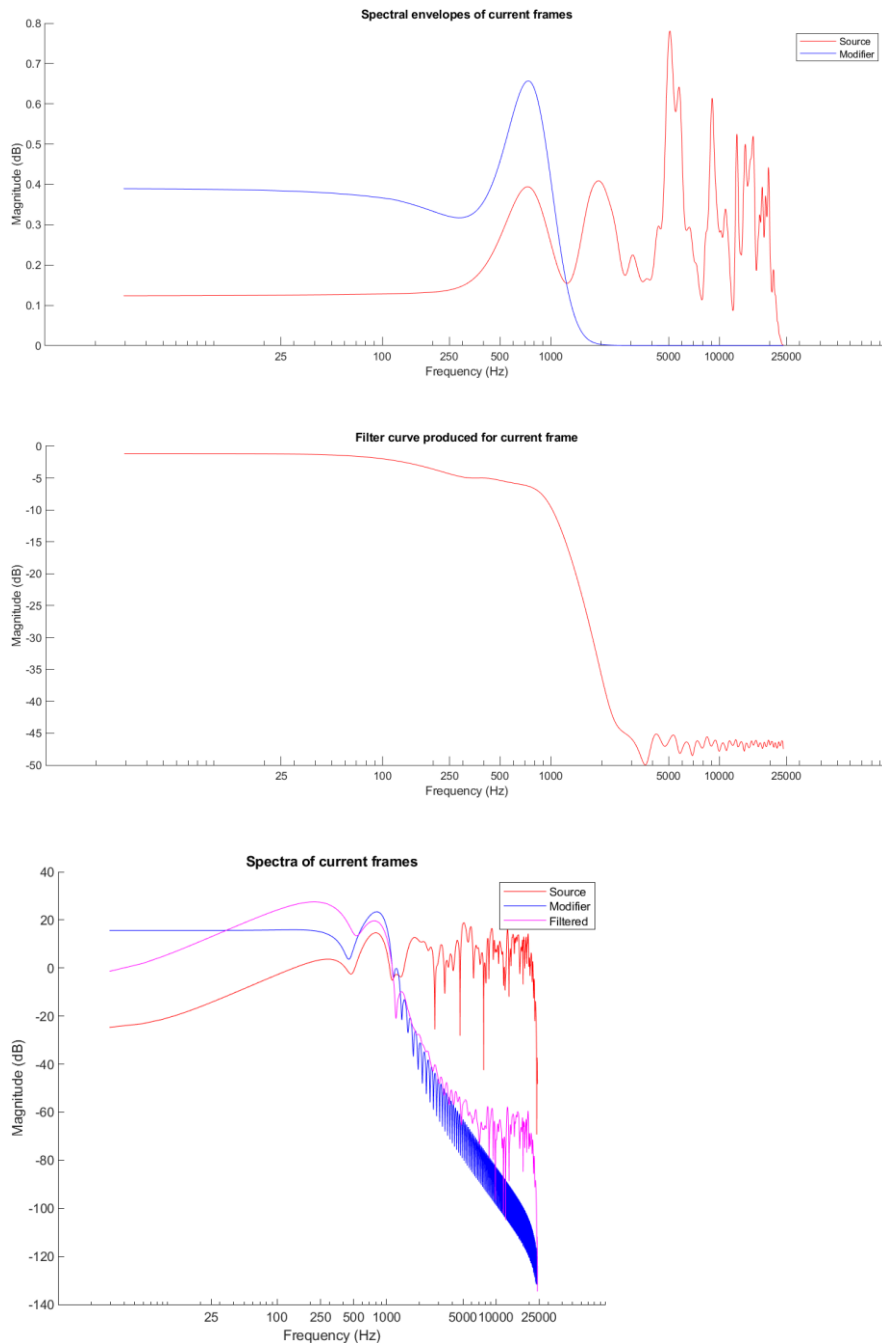 Spectral envelopes of current frames
Source
Modifier
Magnitude (dB)
0.8
0.7
0.6
0.5
0.4
0.3
0.2
0.1
0
25 100 250 500 1000 5000 10000 25000
Frequency (Hz)
Filter curve produced for current frame
Magnitude (dB)
0
-5
-10
-15
-20
-25
-30
-35
-40
-45
-50
25 100 250 500 1000 5000 10000 25000
Frequency (Hz)
Spectra of current frames
Source
Modifier
Filtered
Magnitude (dB)
40
20
0
-20
-40
-60
-80
-100
-120
-140
25 100 250 500 1000 5000 10000 25000
Frequency (Hz)